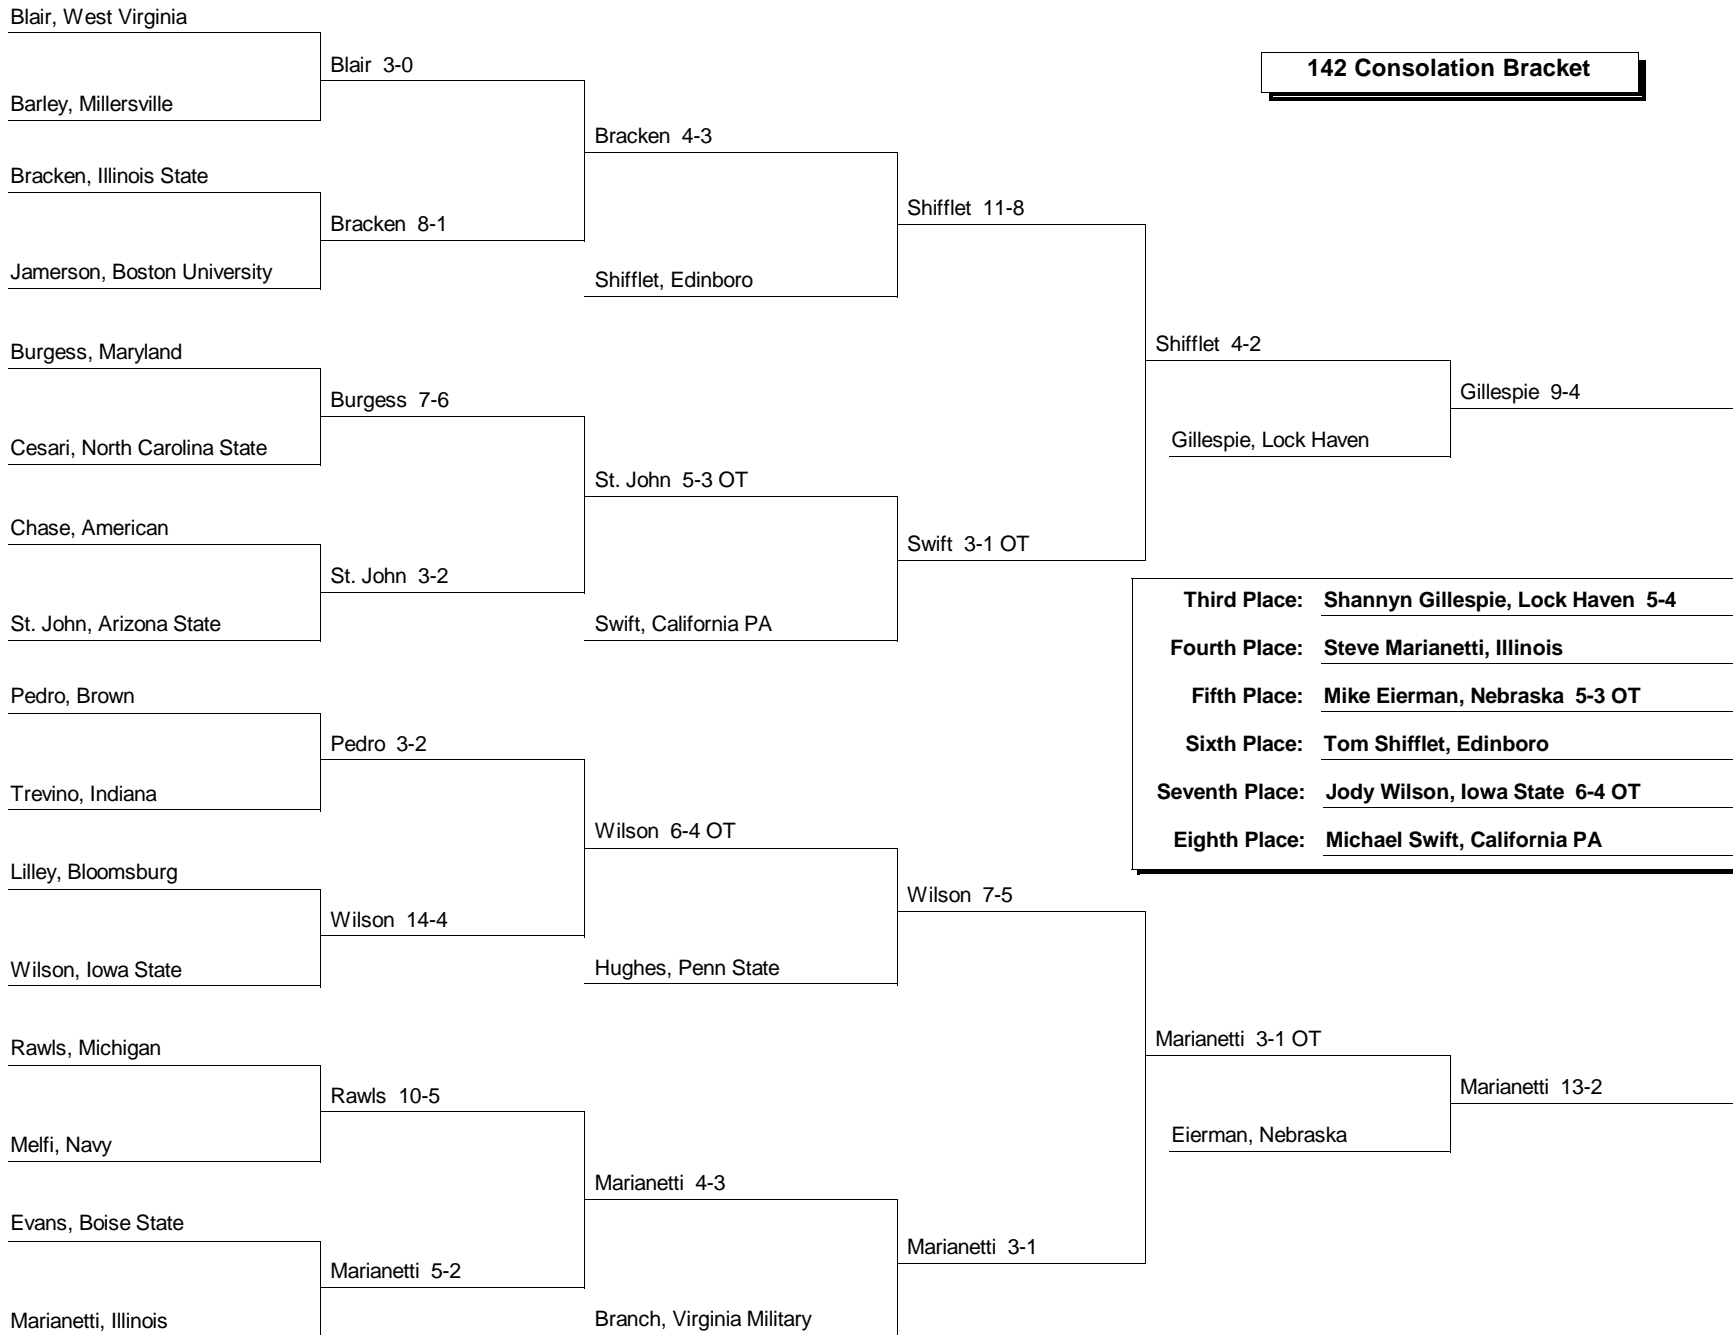 Blair, West Virginia
Blair  3-0
142 Consolation Bracket
Barley, Millersville
Bracken  4-3
Bracken, Illinois State
Shifflet  11-8
Bracken  8-1
Jamerson, Boston University
Shifflet, Edinboro
Shifflet  4-2
Burgess, Maryland
Gillespie  9-4
Burgess  7-6
Gillespie, Lock Haven
Cesari, North Carolina State
St. John  5-3 OT
Chase, American
Swift  3-1 OT
St. John  3-2
Third Place: Shannyn Gillespie, Lock Haven  5-4
St. John, Arizona State
Swift, California PA
Fourth Place: Steve Marianetti, Illinois
Pedro, Brown
Fifth Place: Mike Eierman, Nebraska  5-3 OT
Pedro  3-2
Sixth Place: Tom Shifflet, Edinboro
Trevino, Indiana
Seventh Place: Jody Wilson, Iowa State  6-4 OT
Wilson  6-4 OT
Eighth Place: Michael Swift, California PA
Lilley, Bloomsburg
Wilson  7-5
Wilson  14-4
Wilson, Iowa State
Hughes, Penn State
Marianetti  3-1 OT
Rawls, Michigan
Marianetti  13-2
Rawls  10-5
Eierman, Nebraska
Melfi, Navy
Marianetti  4-3
Evans, Boise State
Marianetti  3-1
Marianetti  5-2
Marianetti, Illinois
Branch, Virginia Military